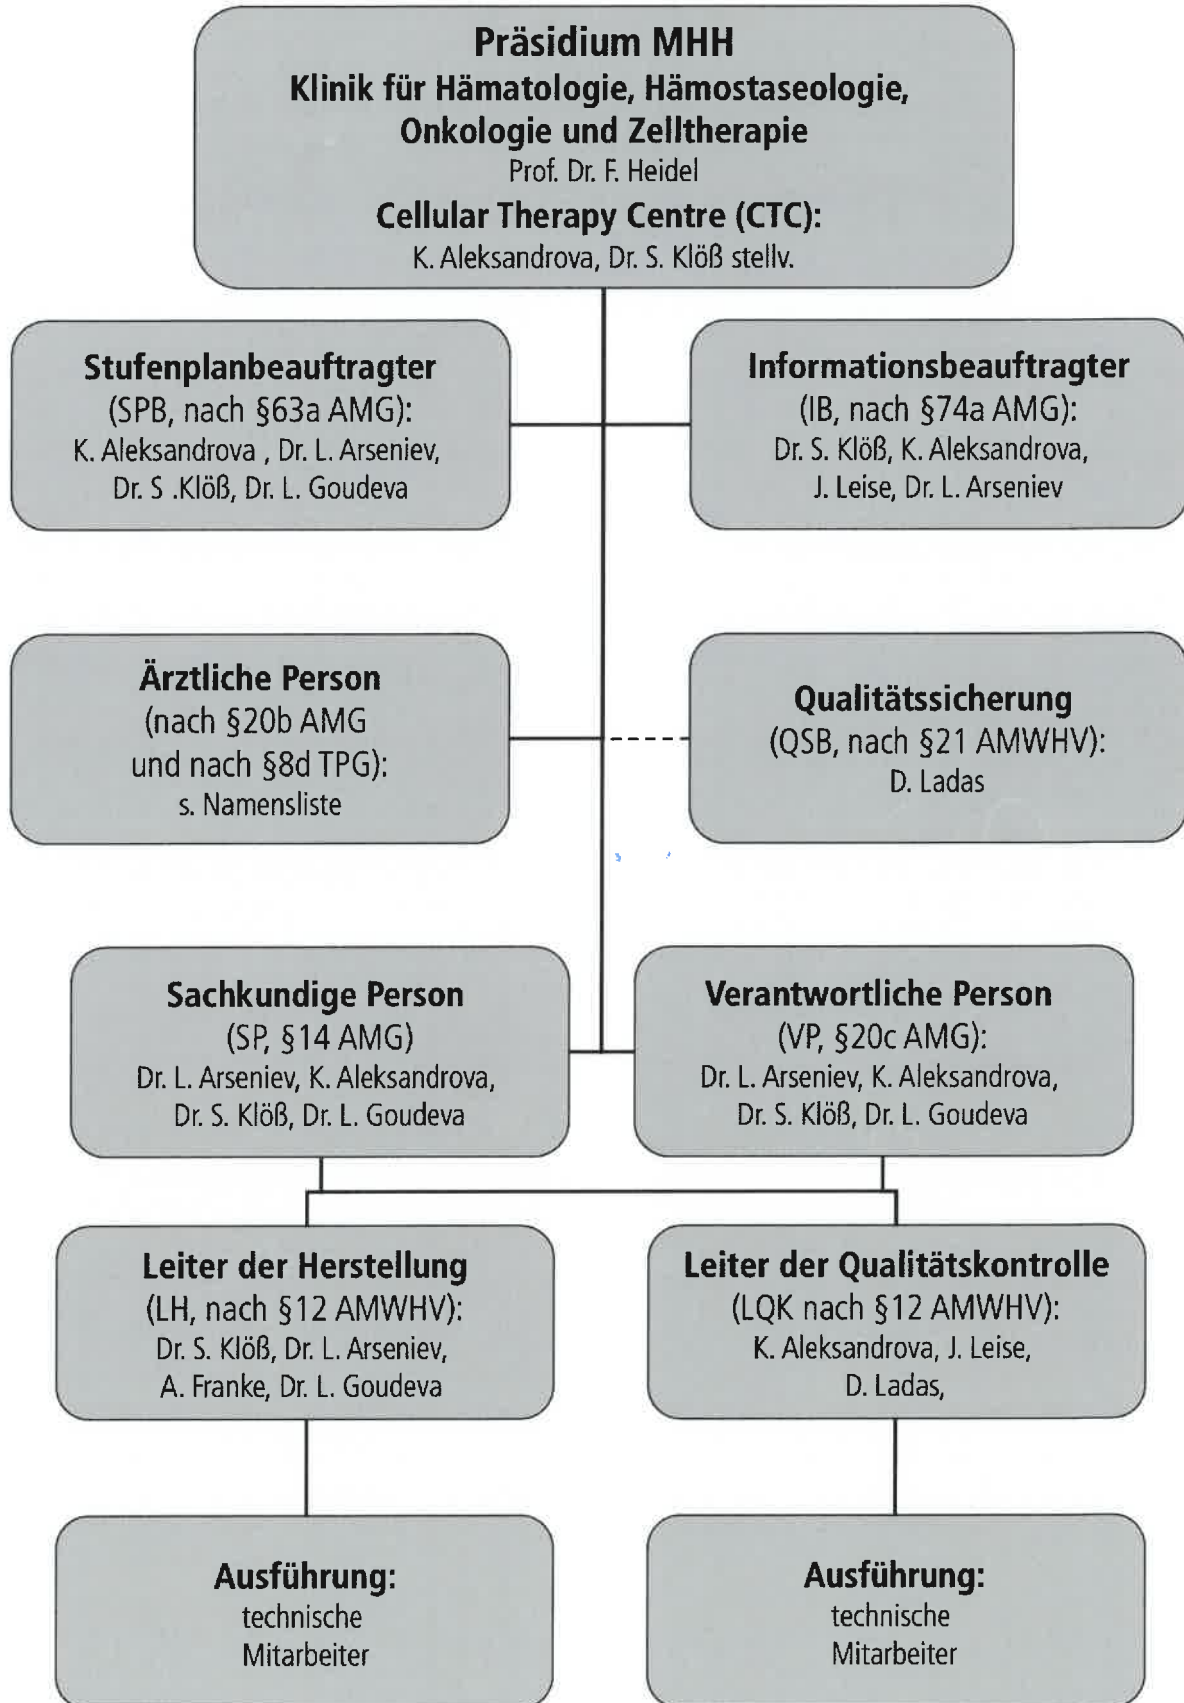 Präsidium MHH
Klinik für Hämatologie, Hämostaseologie,
Onkologie und Zelltherapie
Prof. Dr. F. Heidel
Cellular Therapy Centre (CTC):
K. Aleksandrova, Dr. S. Klöß stellv.
Stufenplanbeauftragter
(SPB, nach §63a AMG):
K. Aleksandrova , Dr. L. Arseniev,
Dr. S .Klöß, Dr. L. Goudeva
Informationsbeauftragter
(IB, nach §74a AMG):
Dr. S. Klöß, K. Aleksandrova,
J. Leise, Dr. L. Arseniev
Ärztliche Person
(nach §20b AMG
und nach §8d TPG):
s. Namensliste
Qualitätssicherung
(QSB, nach §21 AMWHV):
D. Ladas
Sachkundige Person
(SP, §14 AMG)
Dr. L. Arseniev, K. Aleksandrova,
Dr. S. Klöß, Dr. L. Goudeva
Verantwortliche Person
(VP, §20c AMG):
Dr. L. Arseniev, K. Aleksandrova,
Dr. S. Klöß, Dr. L. Goudeva
Leiter der Herstellung
(LH, nach §12 AMWHV):
Dr. S. Klöß, Dr. L. Arseniev,
A. Franke, Dr. L. Goudeva
Leiter der Qualitätskontrolle
(LQK nach §12 AMWHV):
K. Aleksandrova, J. Leise,
D. Ladas,
Ausführung:
technische
Mitarbeiter
Ausführung:
technische
Mitarbeiter